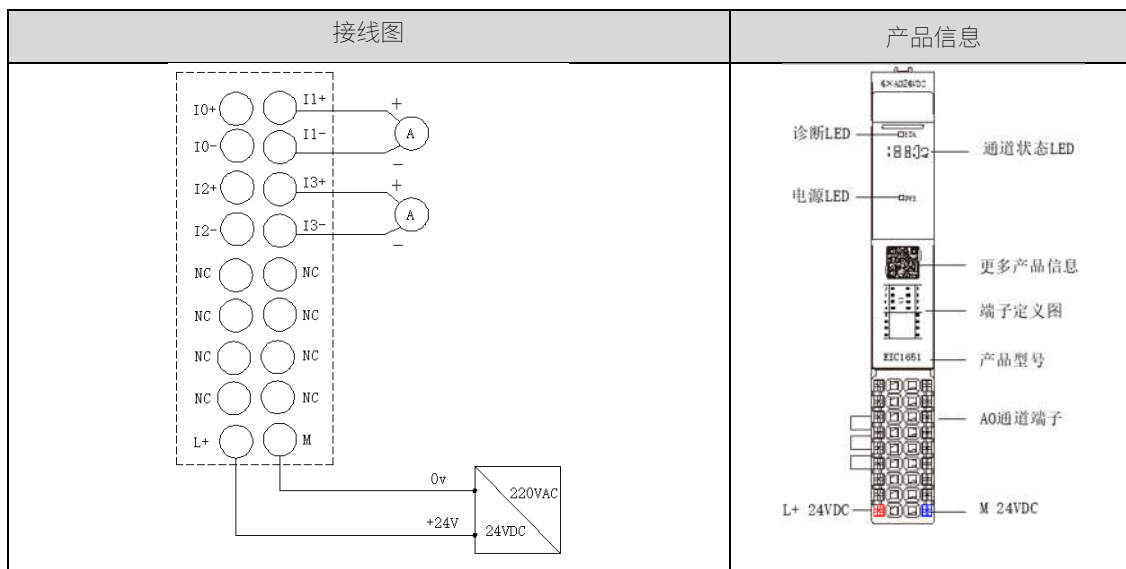 接线图
产品信息
I0+ I1+ +
A
I0- I1- -
I2+ I3+ +
A
I2- I3- -
NC NC
NC NC
NC NC
NC NC
L+ M
0v
220VAC
+24V
24VDC
诊断LED
通道状态LED
电源LED
更多产品信息
端子定义图
EIC1651
产品型号
AO通道端子
L+ 24VDC
M 24VDC